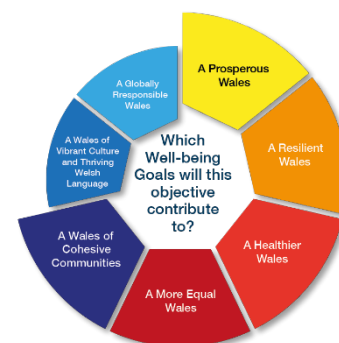 A Prosperous
Wales
A Resilient
Wales
A Healthier
Wales
A More Equal
Wales
A Wales of
Cohesive
Communities
A Wales of
Vibrant Culture
and Thriving
Welsh
Language
A Globally
Rresponsible
Wales
Which
Well-being
Goals will this
objective
contribute
to?